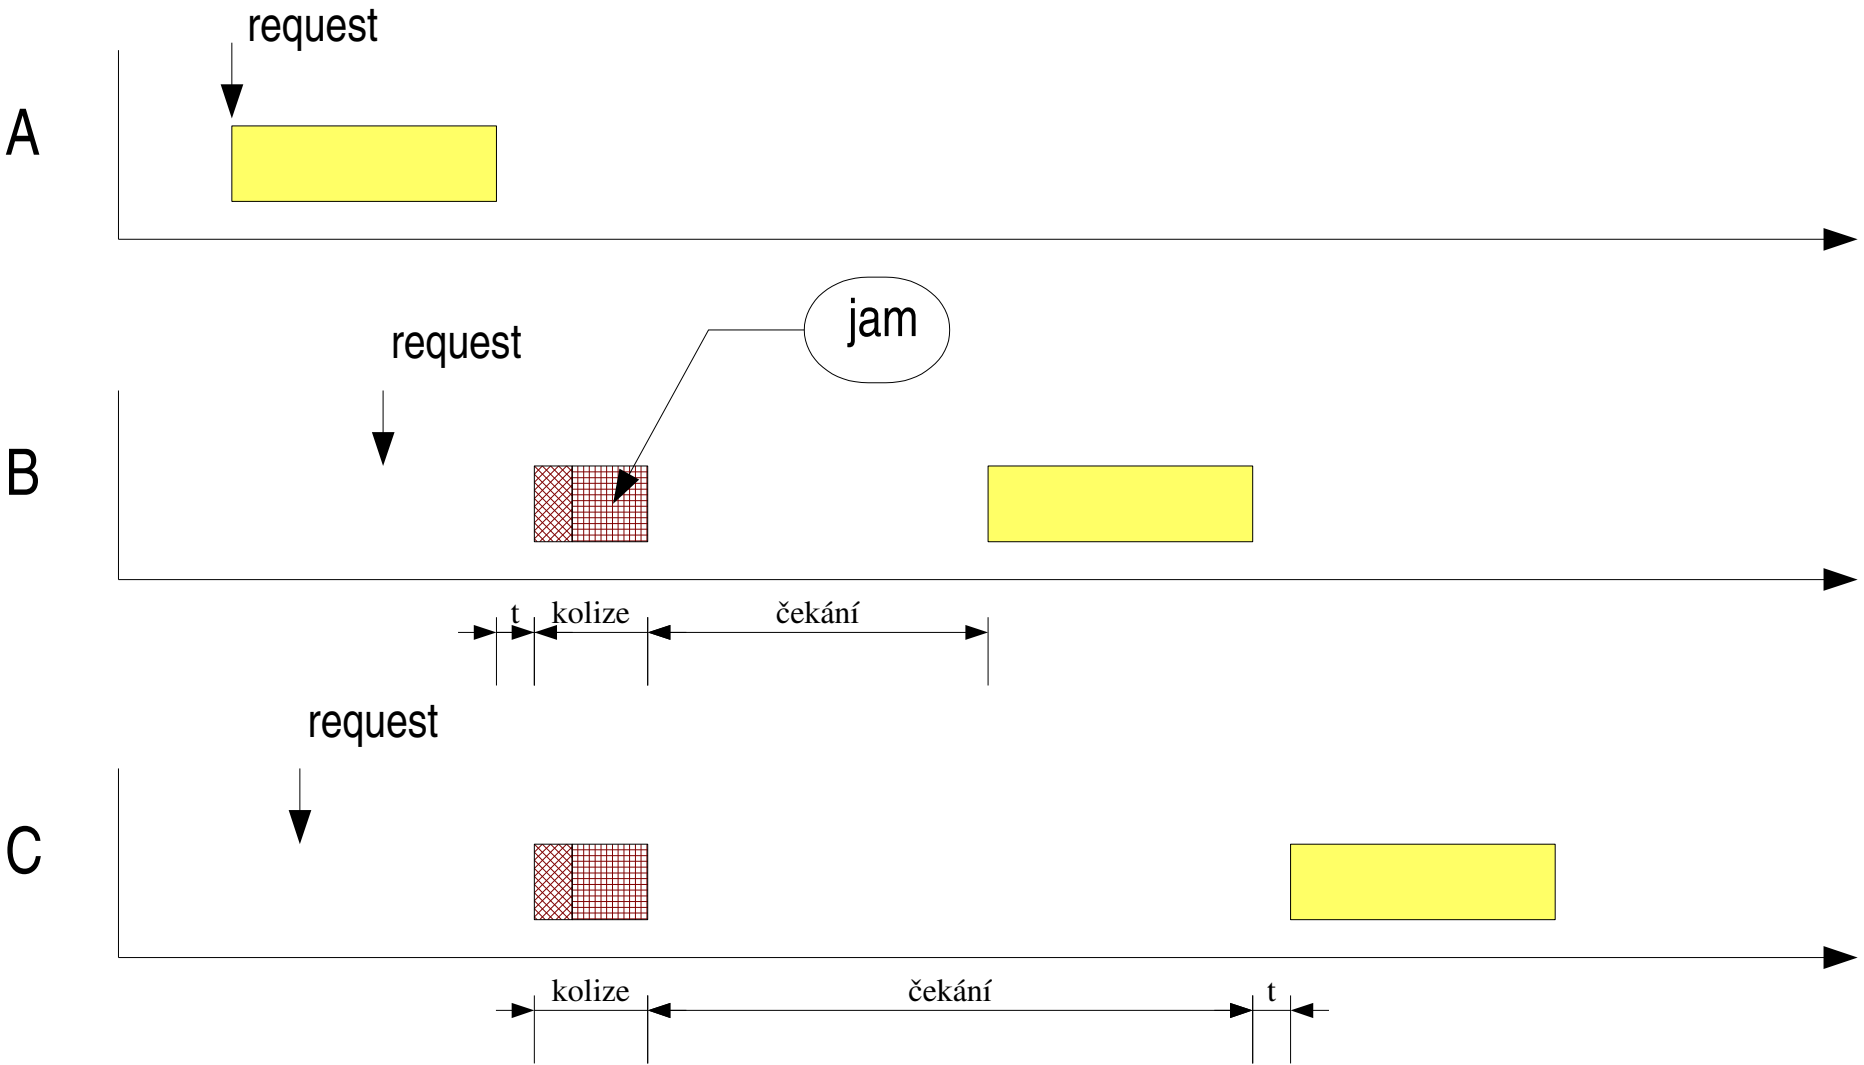 request
A
jam
request
B
t kolize čekání
request
C
kolize čekání t